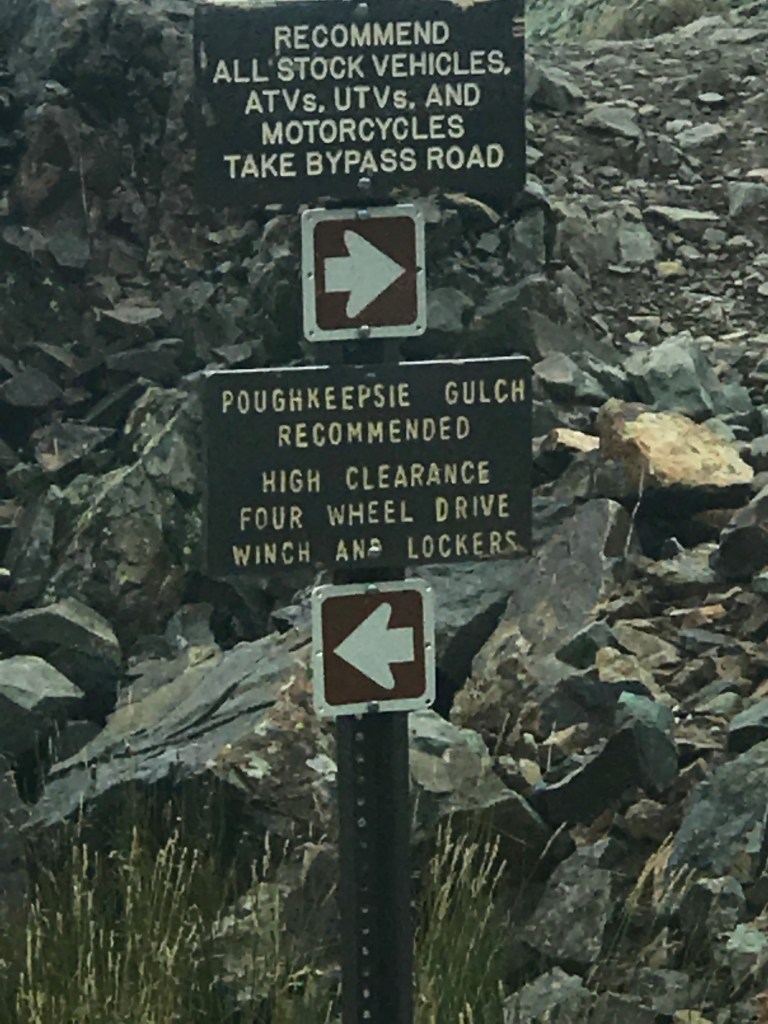 RECOMMEND
ALL STOCK VEHICLES,
ATVs, UTVs, AND
MOTORCYCLES
TAKE BYPASS ROAD
POUGHKEEPSIE GULCH
RECOMMENDED
HIGH CLEARANCE
FOUR WHEEL DRIVE
WINCH AND LOCKERS